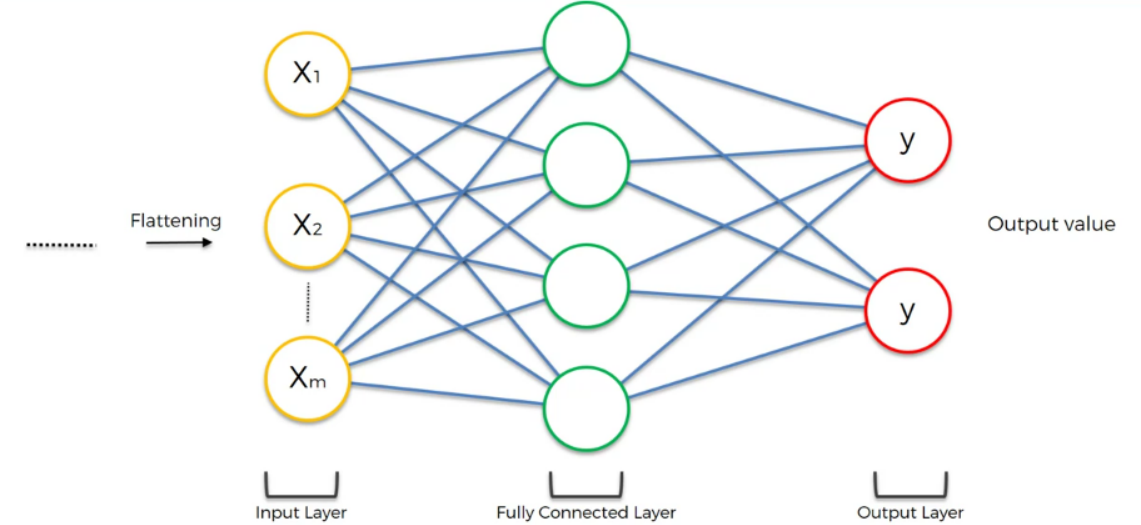 X1
y
Flattening
X2
Output value
y
Xm
Input Layer
Fully Connected Layer
Output Layer